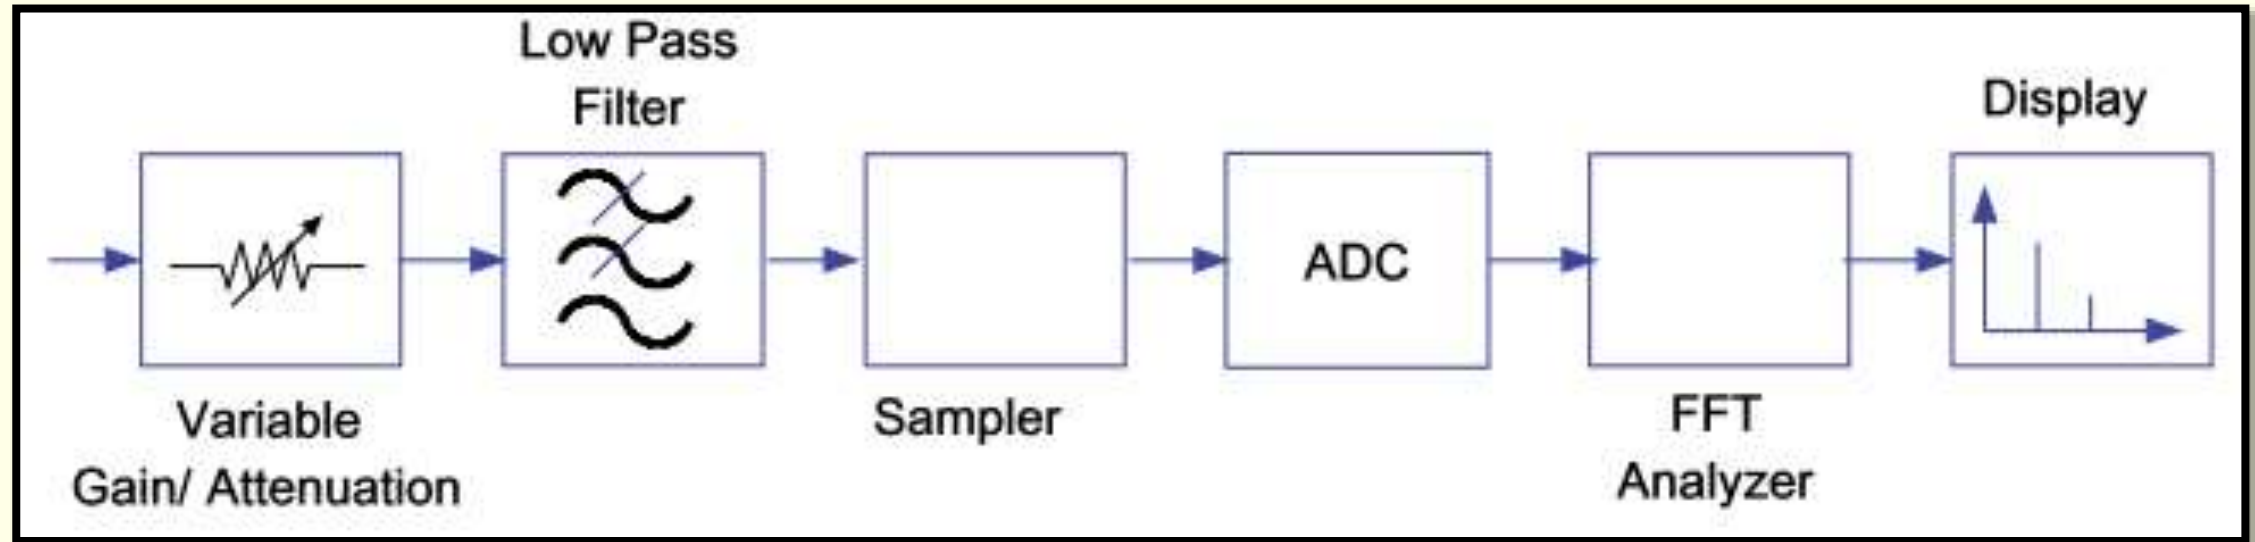 Low Pass
Filter
Display
ADC
Variable
Gain/ Attenuation
Sampler
FFT
Analyzer